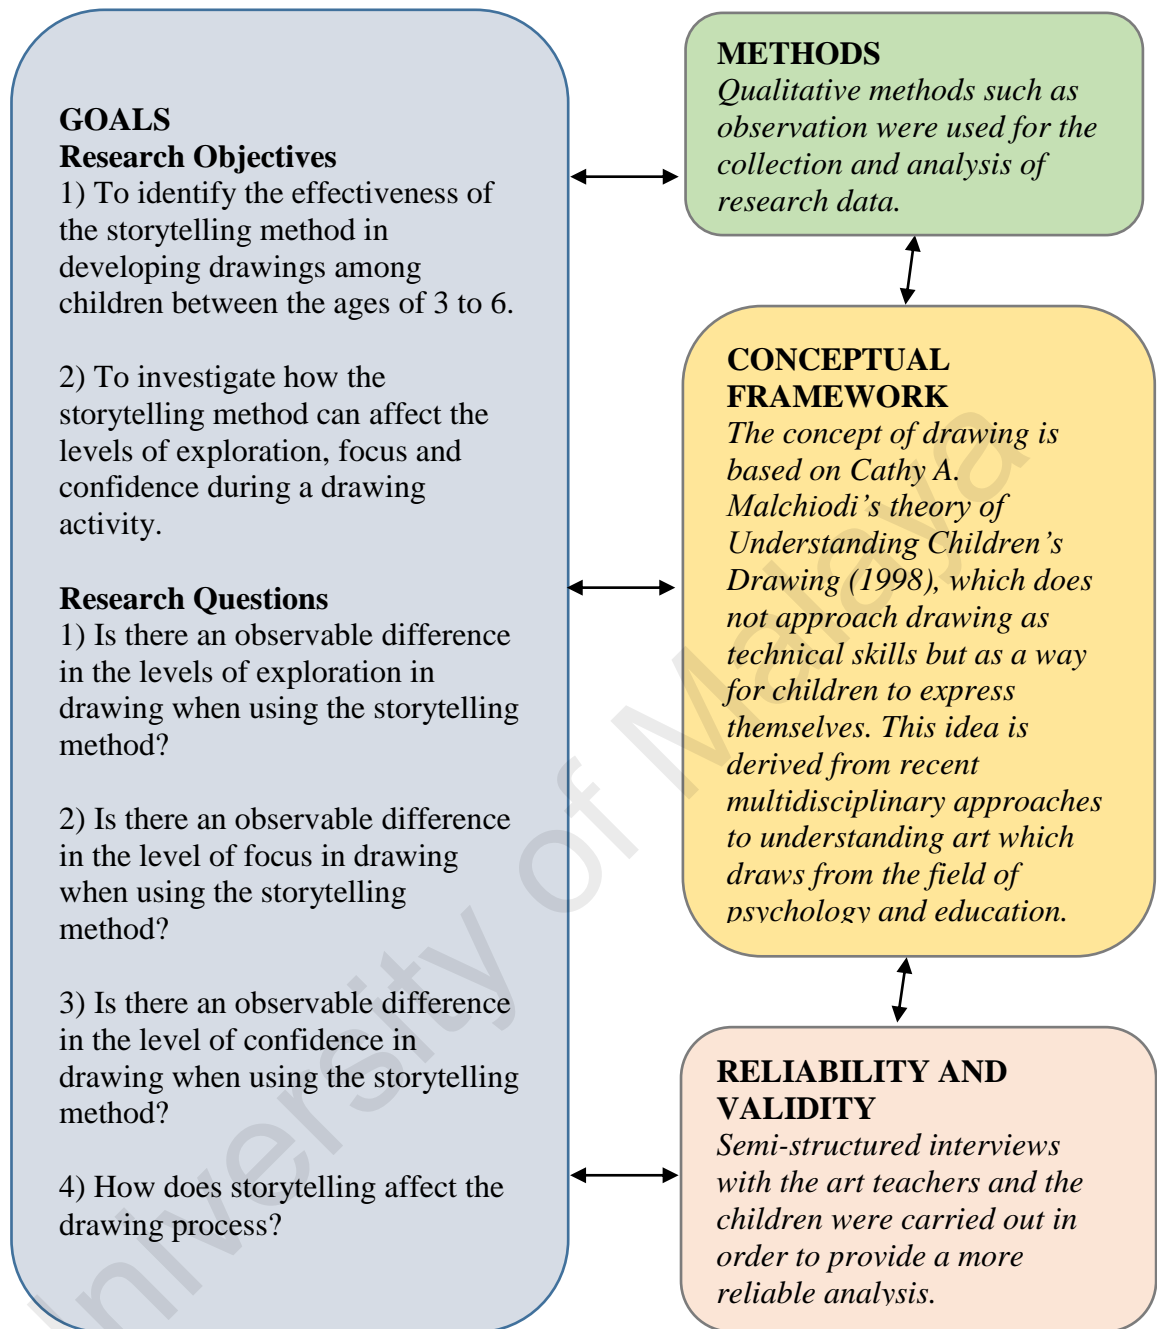 GOALS
Research Objectives
1) To identify the effectiveness of
the storytelling method in
developing drawings among
children between the ages of 3 to 6.
2) To investigate how the
storytelling method can affect the
levels of exploration, focus and
confidence during a drawing
activity.
Research Questions
1) Is there an observable difference
in the levels of exploration in
drawing when using the storytelling
method?
2) Is there an observable difference
in the level of focus in drawing
when using the storytelling
method?
3) Is there an observable difference
in the level of confidence in
drawing when using the storytelling
method?
4) How does storytelling affect the
drawing process?
METHODS
Qualitative methods such as
observation were used for the
collection and analysis of
research data.
CONCEPTUAL
FRAMEWORK
The concept of drawing is
based on Cathy A.
Malchiodi’s theory of
Understanding Children’s
Drawing (1998), which does
not approach drawing as
technical skills but as a way
for children to express
themselves. This idea is
derived from recent
multidisciplinary approaches
to understanding art which
draws from the field of
psychology and education.
RELIABILITY AND
VALIDITY
Semi-structured interviews
with the art teachers and the
children were carried out in
order to provide a more
reliable analysis.
University of Malaya